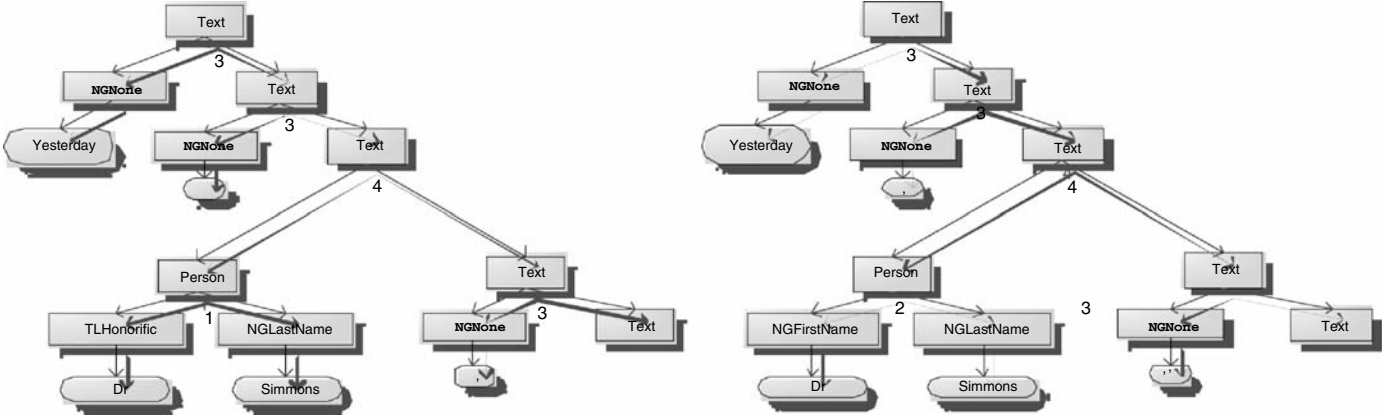 Text
3
NGNone
Text
3
Yesterday
NGNone
Text
,
4
Person
Text
1
3
TLHonorific
NGLastName
NGNone
Text
Dr
Simmons
,
Text
3
NGNone
Text
3
Yesterday
NGNone
Text
,
4
Person
Text
2
3
NGFirstName
NGLastName
NGNone
Text
Dr
Simmons
,,